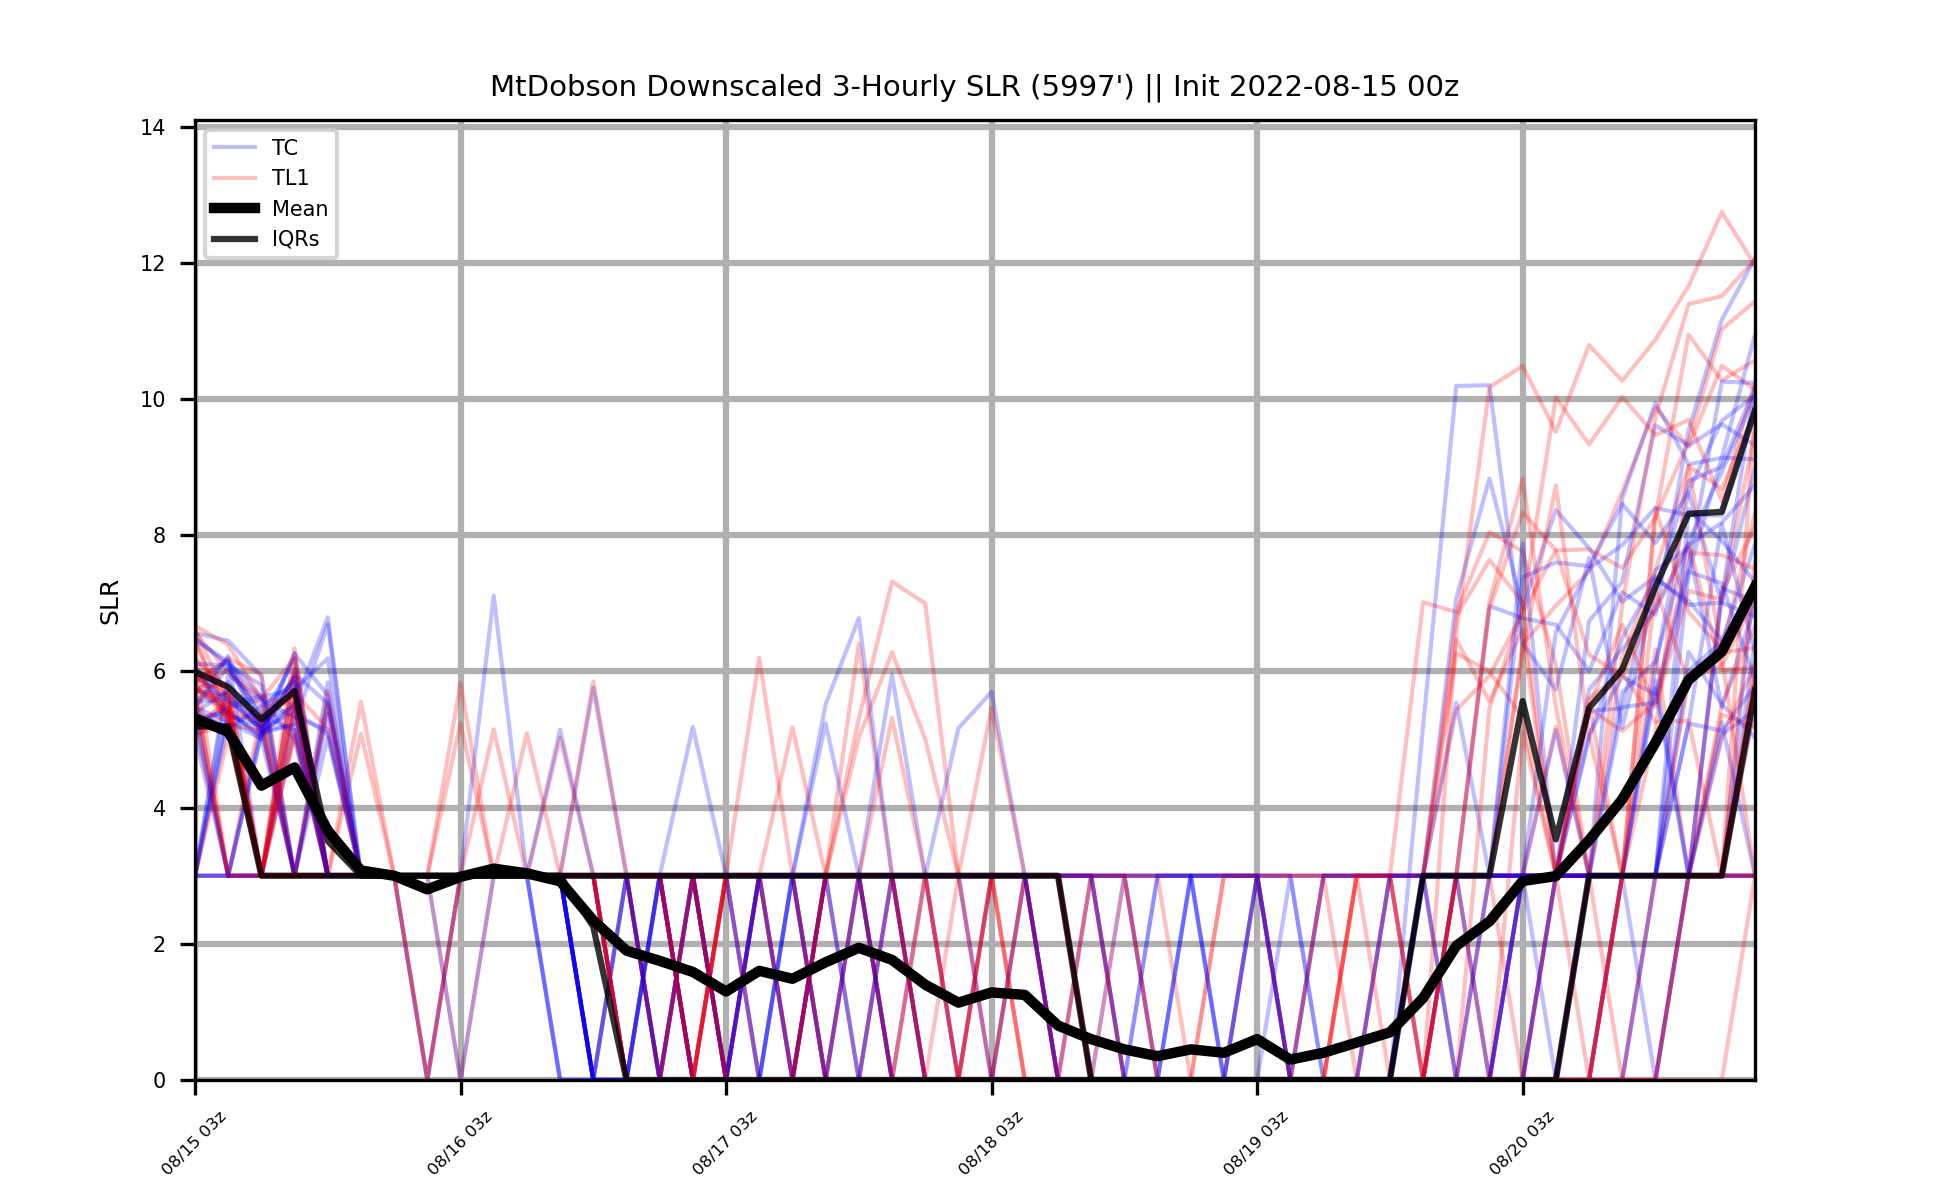 MtDobson Downscaled 3-Hourly SLR (5997') || Init 2022-08-15 00z
TC
TL1
Mean
IQRs
SLR
14
12
10
8
6
4
2
0
08/15 03z
08/16 03z
08/17 03z
08/18 03z
08/19 03z
08/20 03z